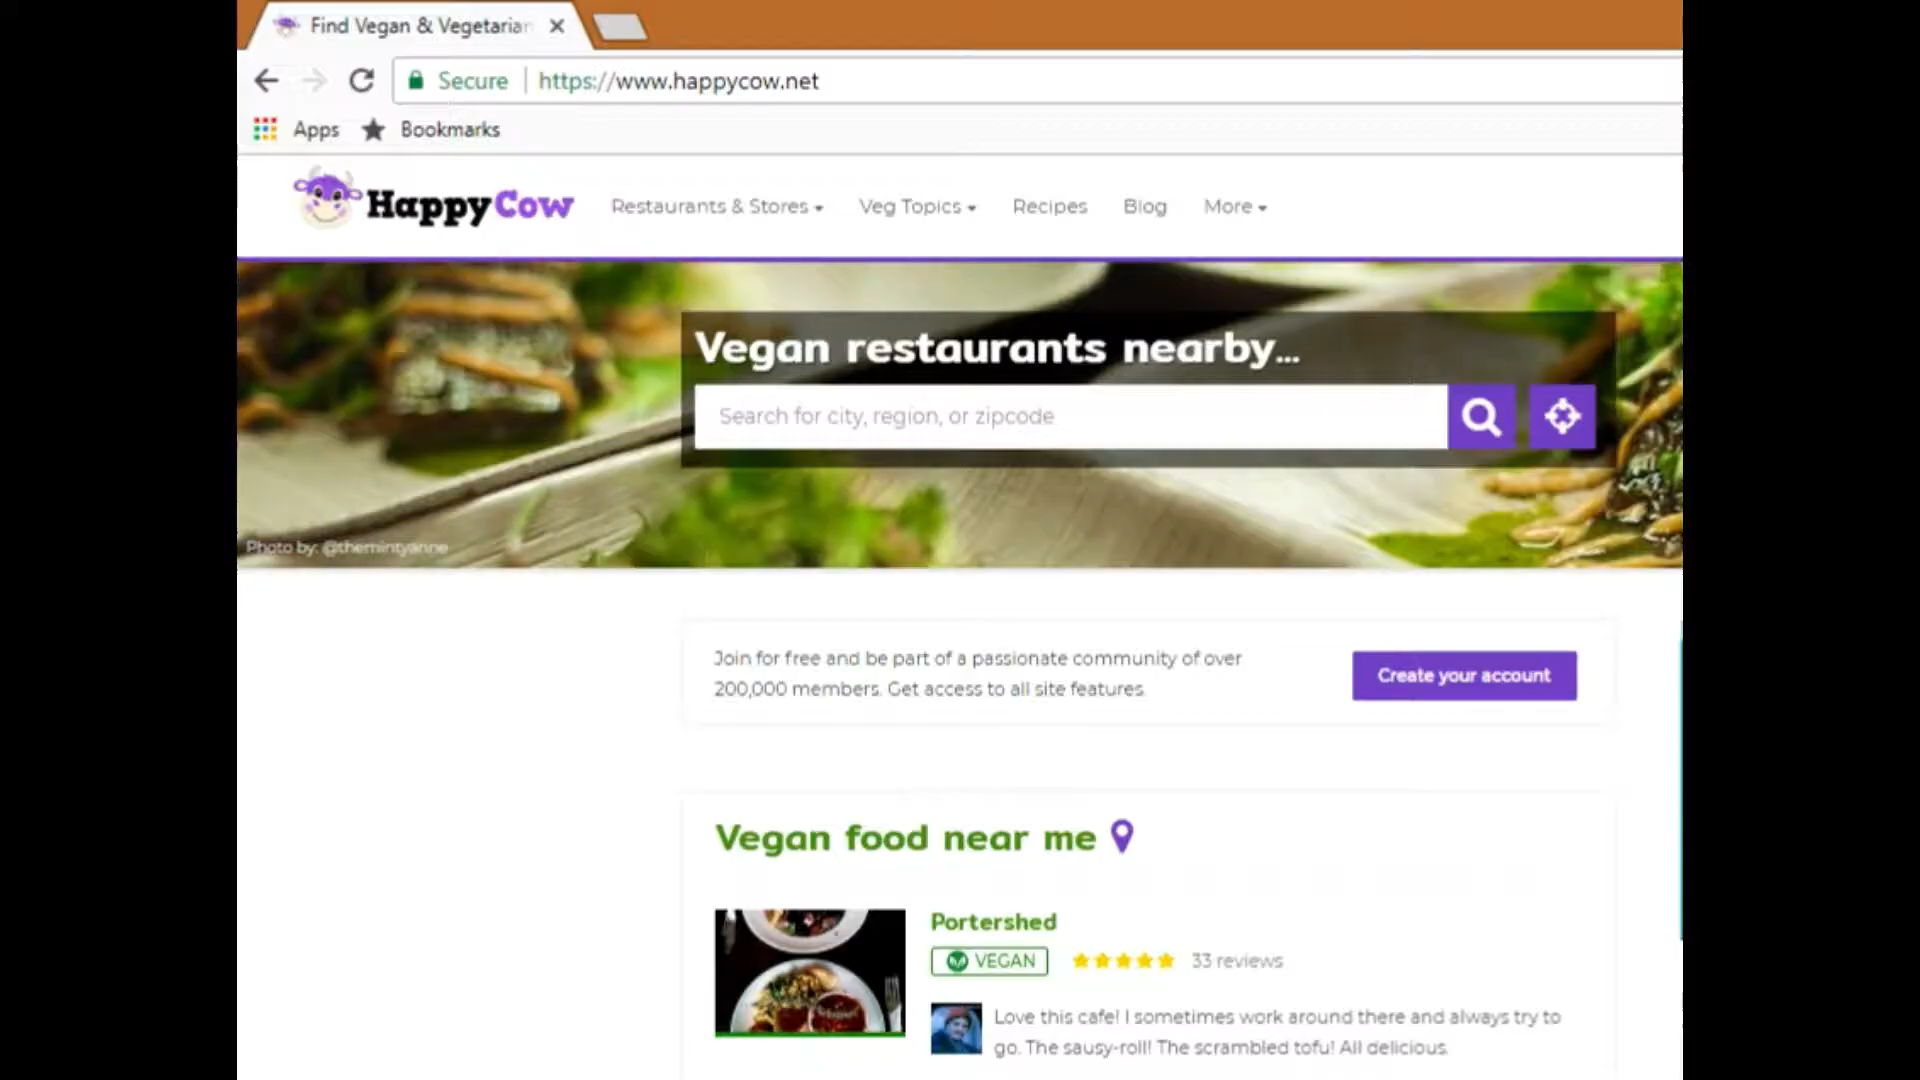 Find Vegan & Vegetarian
Secure https://www.happycow.net
Apps Bookmarks
HappyCow Restaurants & Stores Veg Topics Recipes Blog More
Vegan restaurants nearby...
Search for city, region, or zipcode
Photo by: @themintyanne
Join for free and be part of a passionate community of over
200,000 members. Get access to all site features.
Create your account
Vegan food near me
Portershed
VEGAN 33 reviews
Love this cafe! I sometimes work around there and always try to
go. The sausy-roll! The scrambled tofu! All delicious.